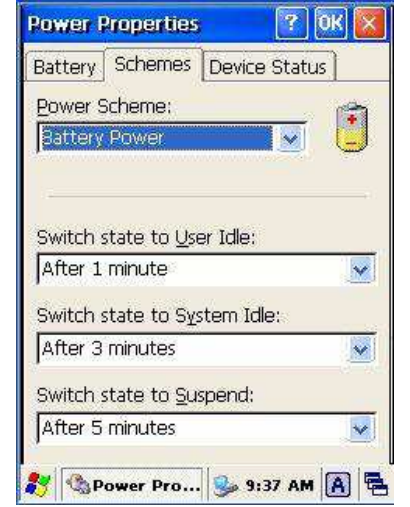 Power Properties ? OK
Battery Schemes Device Status
Power Scheme:
Battery Power
Switch state to User Idle:
After 1 minute
Switch state to System Idle:
After 3 minutes
Switch state to Suspend:
After 5 minutes
Power Pro... 9:37 AM A